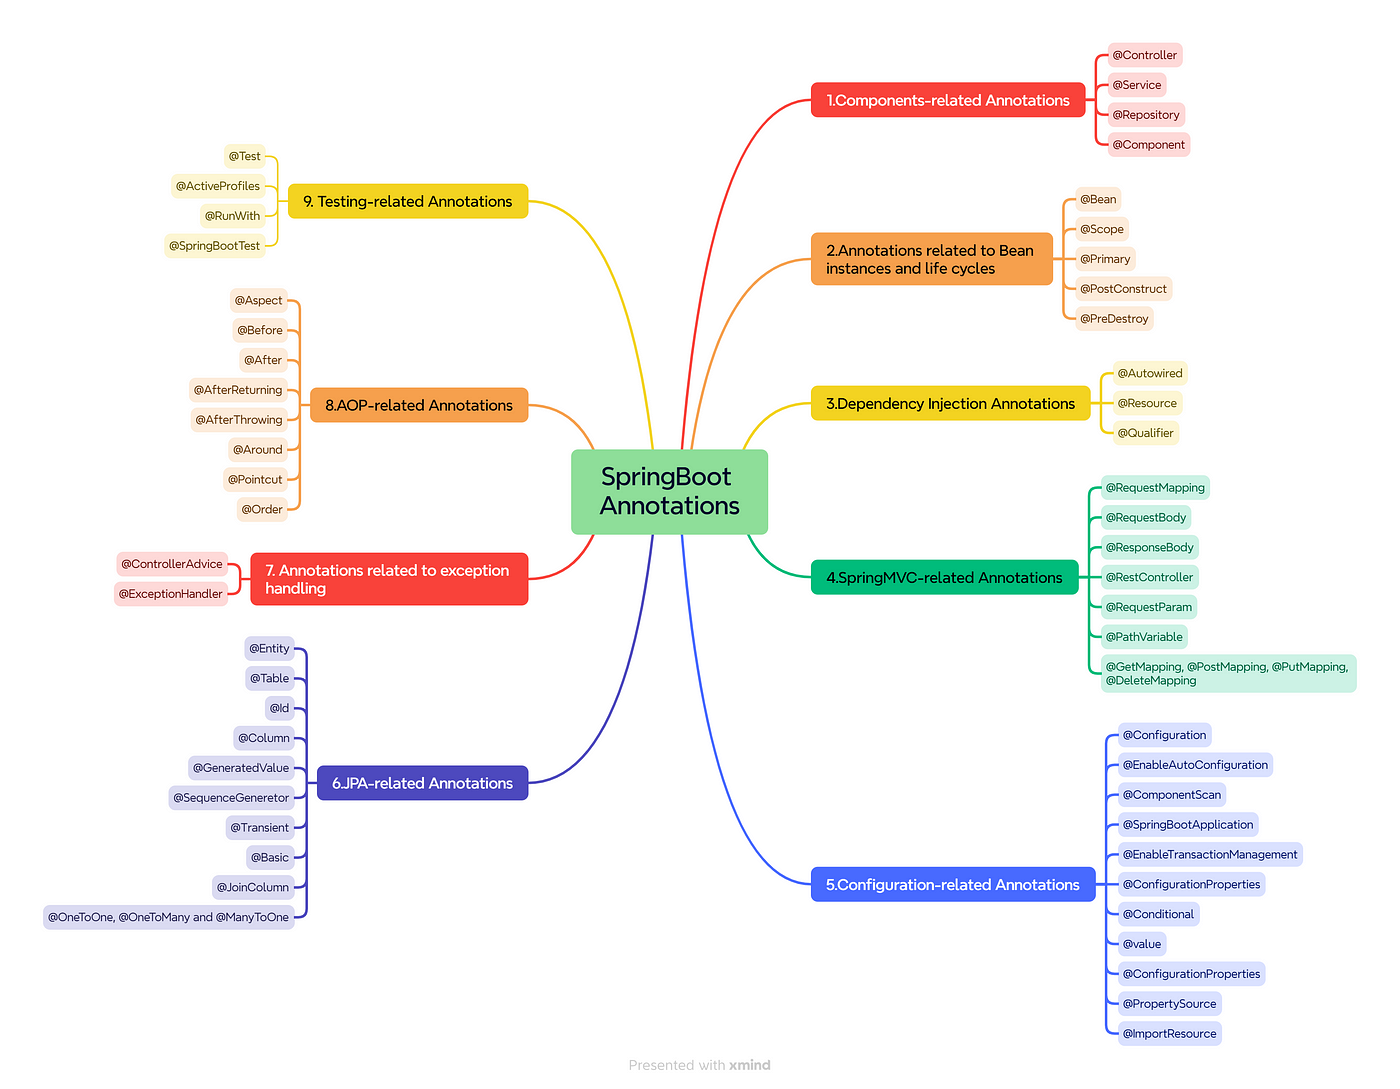 SpringBoot
Annotations
1.Components-related Annotations
@Controller
@Service
@Repository
@Component
2.Annotations related to Bean
instances and life cycles
@Bean
@Scope
@Primary
@PostConstruct
@PreDestroy
3.Dependency Injection Annotations
@Autowired
@Resource
@Qualifier
4.SpringMVC-related Annotations
@RequestMapping
@RequestBody
@ResponseBody
@RestController
@RequestParam
@PathVariable
@GetMapping, @PostMapping, @PutMapping,
@DeleteMapping
5.Configuration-related Annotations
@Configuration
@EnableAutoConfiguration
@ComponentScan
@SpringBootApplication
@EnableTransactionManagement
@ConfigurationProperties
@Conditional
@value
@ConfigurationProperties
@PropertySource
@ImportResource
6.JPA-related Annotations
@Entity
@Table
@Id
@Column
@GeneratedValue
@SequenceGeneretor
@Transient
@Basic
@JoinColumn
@OneToOne, @OneToMany and @ManyToOne
7. Annotations related to exception
handling
@ControllerAdvice
@ExceptionHandler
8.AOP-related Annotations
@Aspect
@Before
@After
@AfterReturning
@AfterThrowing
@Around
@Pointcut
@Order
9. Testing-related Annotations
@Test
@ActiveProfiles
@RunWith
@SpringBootTest
Presented with xmind